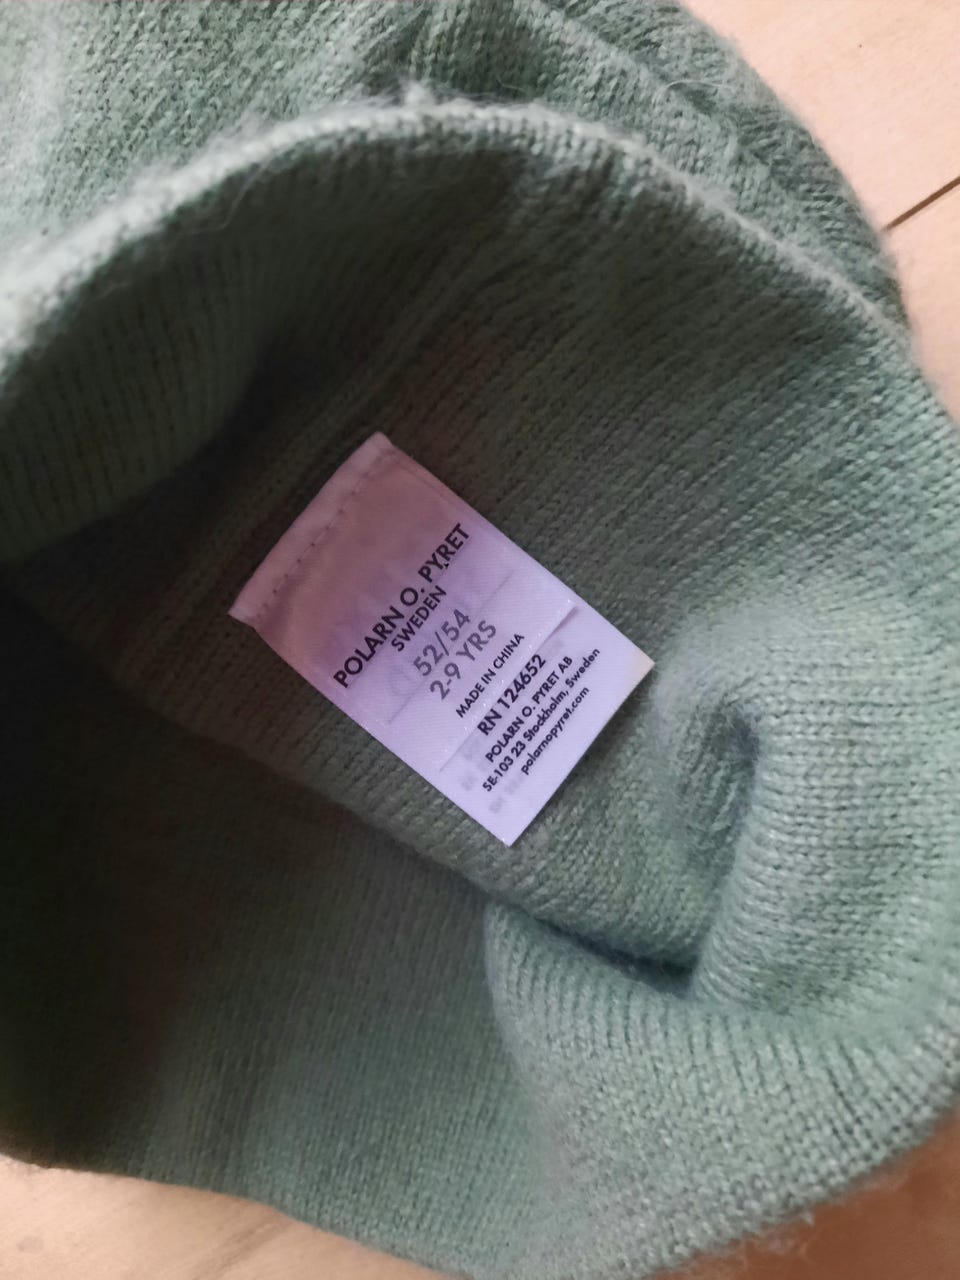 POLARN O. PYRET
SWEDEN
52/54
2-9 YRS
MADE IN CHINA
RN 124652
POLARN O. PYRET AB
SE-103 23 Stockholm, Sweden
polarnopyret.com